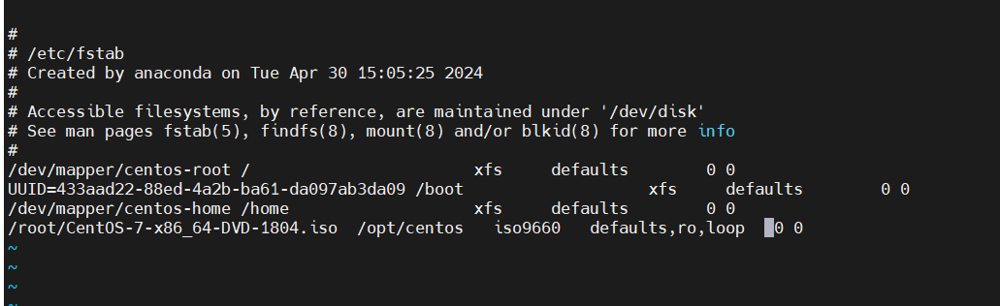 #
# /etc/fstab
# Created by anaconda on Tue Apr 30 15:05:25 2024
#
# Accessible filesystems, by reference, are maintained under '/dev/disk'
# See man pages fstab(5), findfs(8), mount(8) and/or blkid(8) for more info
#
/dev/mapper/centos-root /                       xfs     defaults        0 0
UUID=433aad22-88ed-4a2b-ba61-da097ab3da09 /boot                   xfs     defaults        0 0
/dev/mapper/centos-home /home                   xfs     defaults        0 0
/root/CentOS-7-x86_64-DVD-1804.iso  /opt/centos   iso9660   defaults,ro,loop   0 0
~
~
~
~